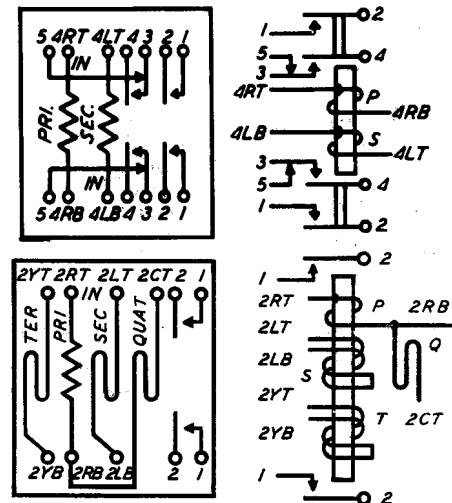 5 4RT 4LT 4 3 2 1
IN
PRI.
SEC.
IN
5 4RB 4LB 4 3 2 1
1 2
5 4
3
4RT P
4RB
4LB S
4LT
3
5 4
1
2
2YT 2RT 2LT 2CT 2 1
IN
TER
PRI
SEC
QUAT
2YB 2RB 2LB 2 1
2
1
2RT P 2RB
2LT
Q
2LB
S
2YT
T 2CT
2YB
1
2